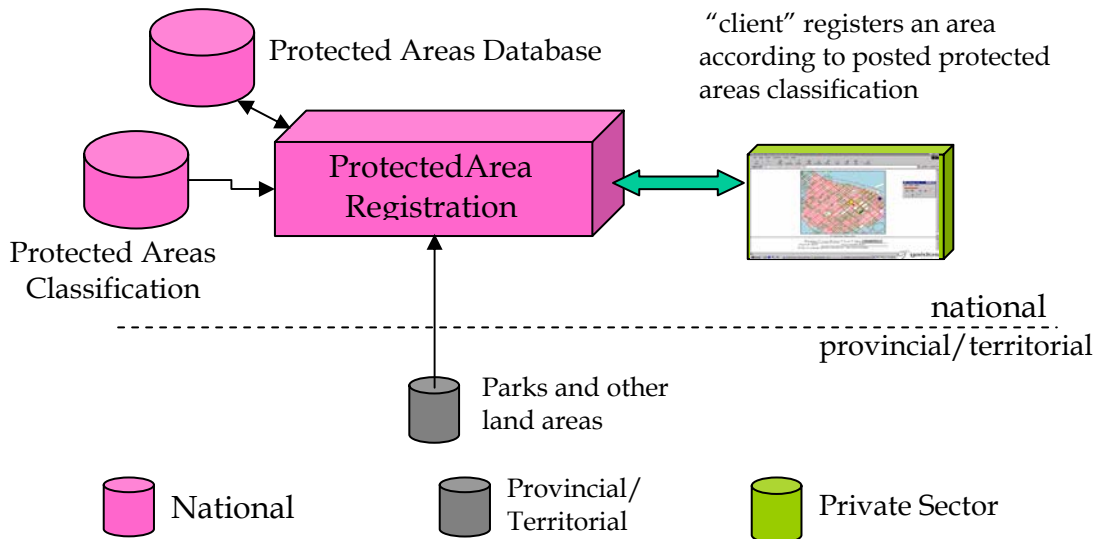 Protected Areas Database
“client” registers an area
according to posted protected
areas classification
ProtectedArea
Registration
Protected Areas
Classification
national
provincial/territorial
Parks and other
land areas
National
Provincial/
Territorial
Private Sector